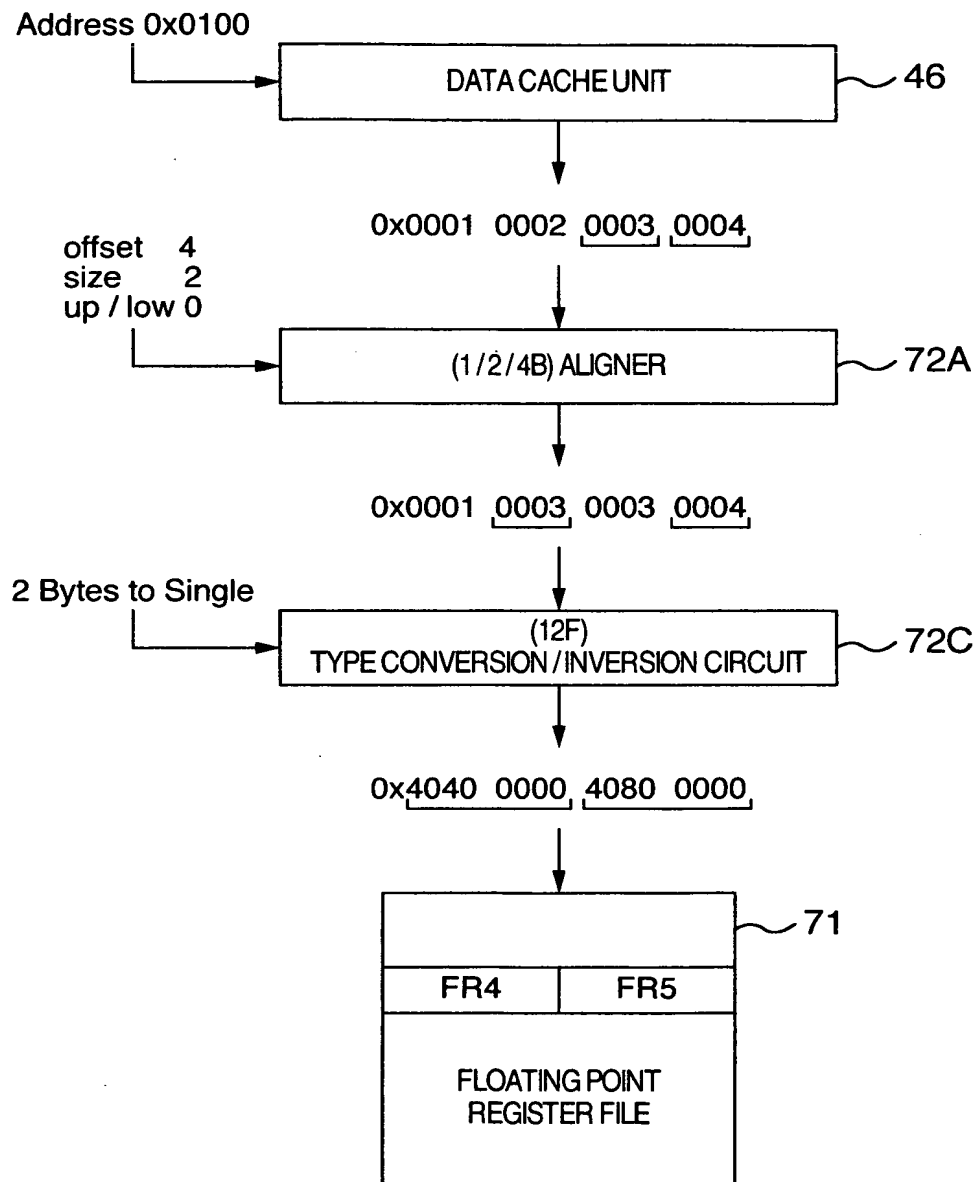 Address 0x0100
DATA CACHE UNIT
46
0x0001 0002 0003 0004
offset 4
size 2
up / low 0
(1 / 2 / 4B) ALIGNER
72A
0x0001 0003 0003 0004
2 Bytes to Single
(12F)
TYPE CONVERSION / INVERSION CIRCUIT
72C
0x4040 0000 4080 0000
71
FR4 FR5
FLOATING POINT
REGISTER FILE